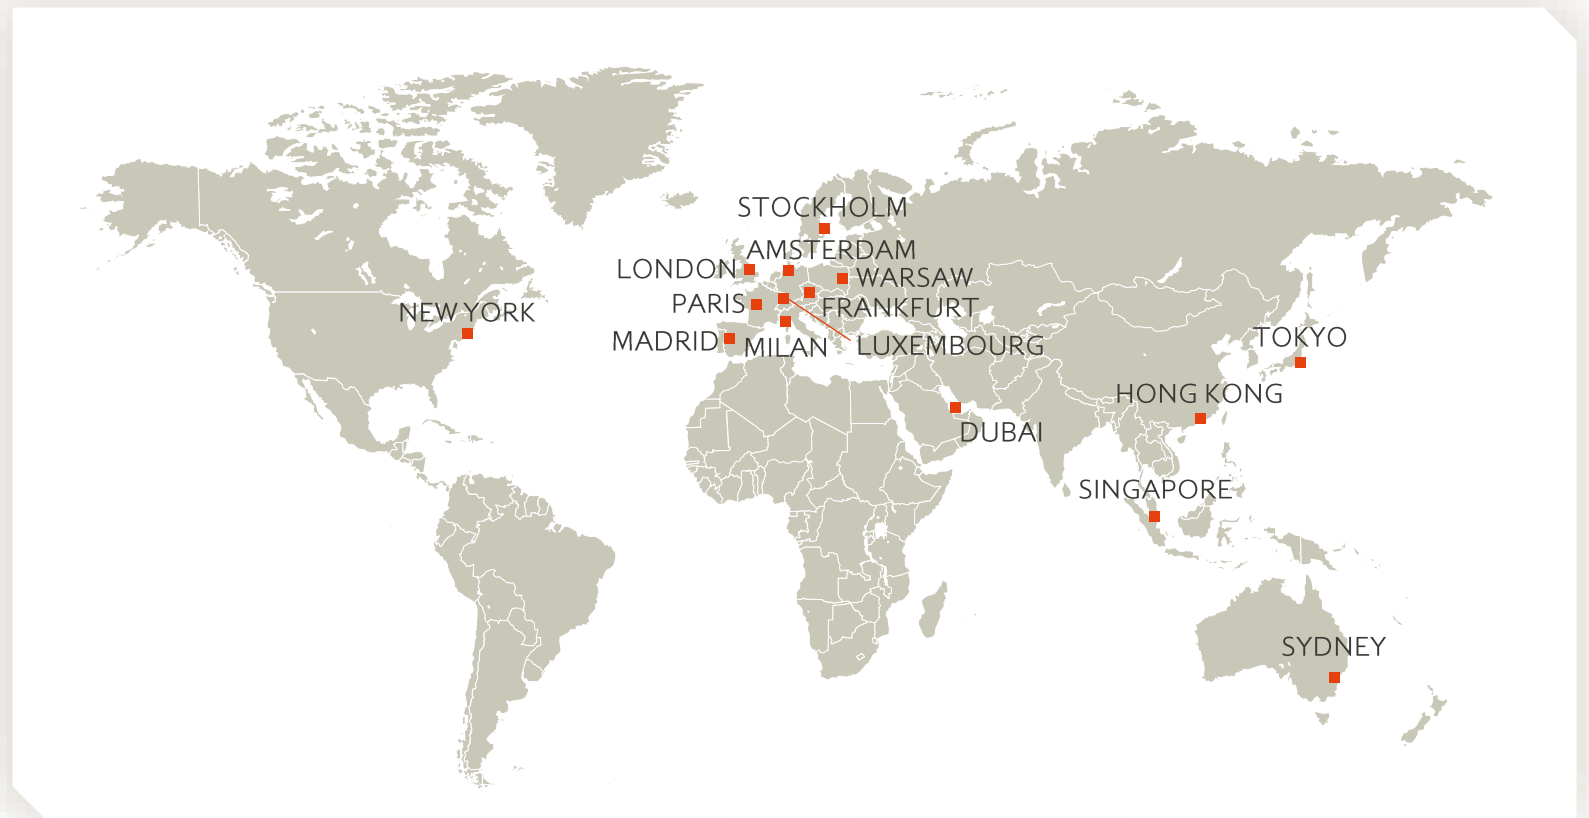 STOCKHOLM
AMSTERDAM
LONDON
WARSAW
PARIS
FRANKFURT
NEW YORK
MADRID
MILAN
LUXEMBOURG
TOKYO
HONG KONG
DUBAI
SINGAPORE
SYDNEY